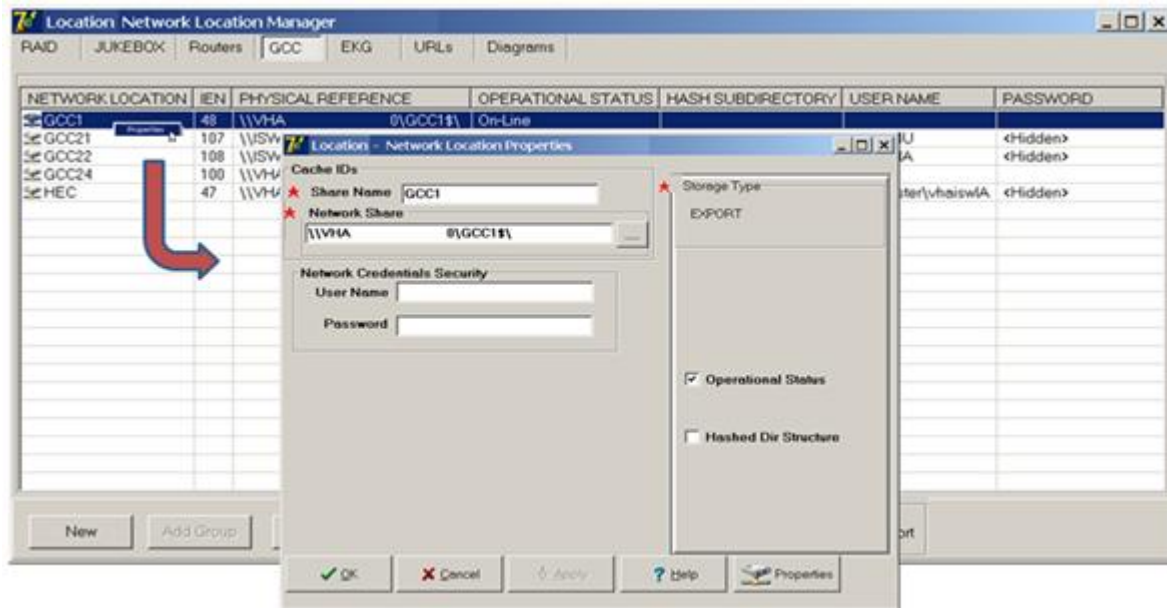 Location Network Location Manager
RAID JUKEBOX Routers GCC EKG URLs Diagrams
NETWORK LOCATION IEN PHYSICAL REFERENCE OPERATIONAL STATUS HASH SUBDIRECTORY USER NAME PASSWORD
GCC1 48 \\VHA 0\GCC1$\ On-Line
Properties
GCC21 107 <Hidden>
GCC22 108 <Hidden>
GCC24 100 \\VHA
HEC 47 \\VHA <Hidden>
Location - Network Location Properties
Cache IDs
Share Name GCC1
Network Share
\\VHA 0\GCC1$\ ...
Network Credentials Security
User Name
Password
Storage Type
EXPORT
Operational Status
Hashed Dir Structure
OK Cancel Apply Help Properties
New Add Group